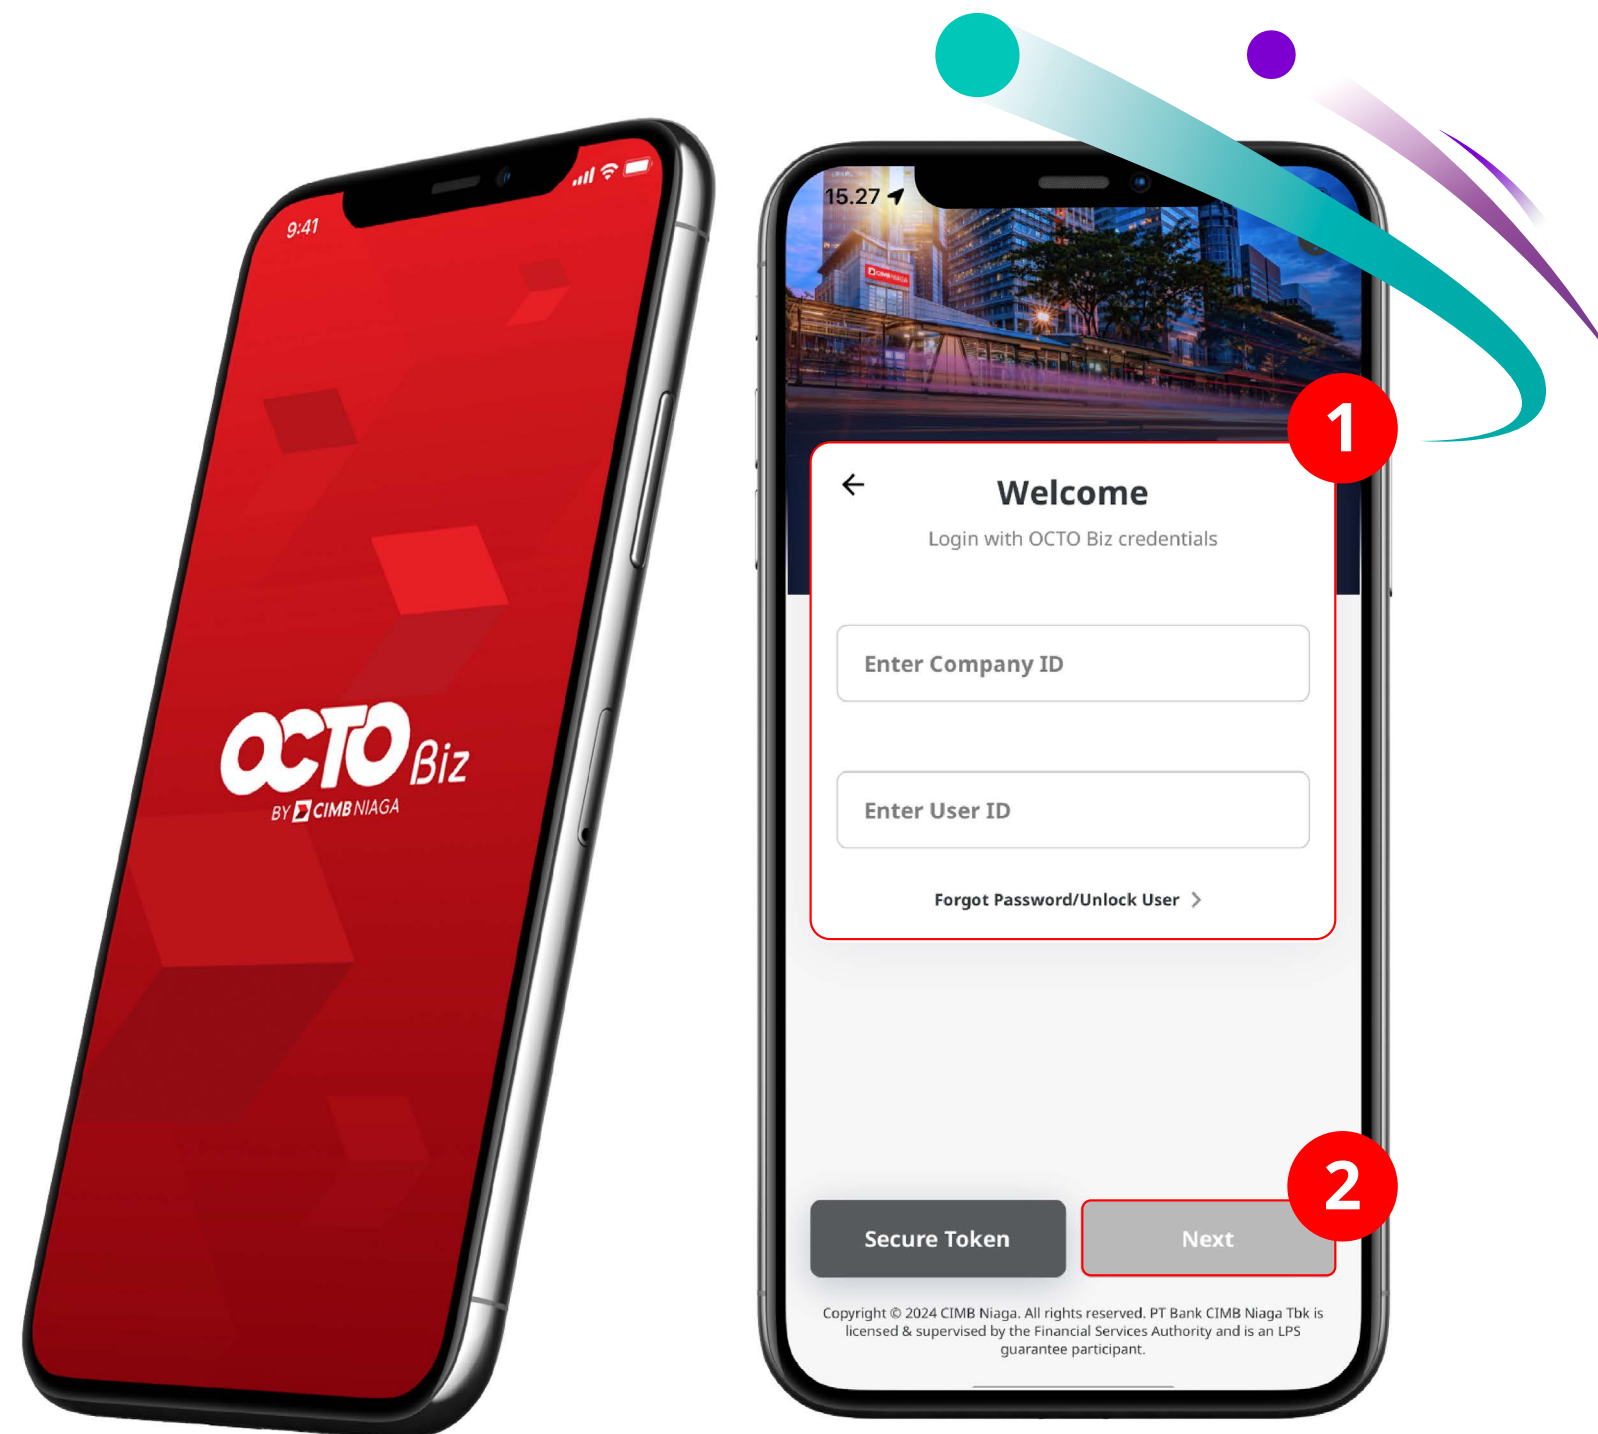 9:41
OCTO Biz
BY CIMB NIAGA
15.27
CIMB NIAGA
1
Welcome
Login with OCTO Biz credentials
Enter Company ID
Enter User ID
Forgot Password/Unlock User
2
Secure Token
Next
Copyright © 2024 CIMB Niaga. All rights reserved. PT Bank CIMB Niaga Tbk is
licensed & supervised by the Financial Services Authority and is an LPS
guarantee participant.